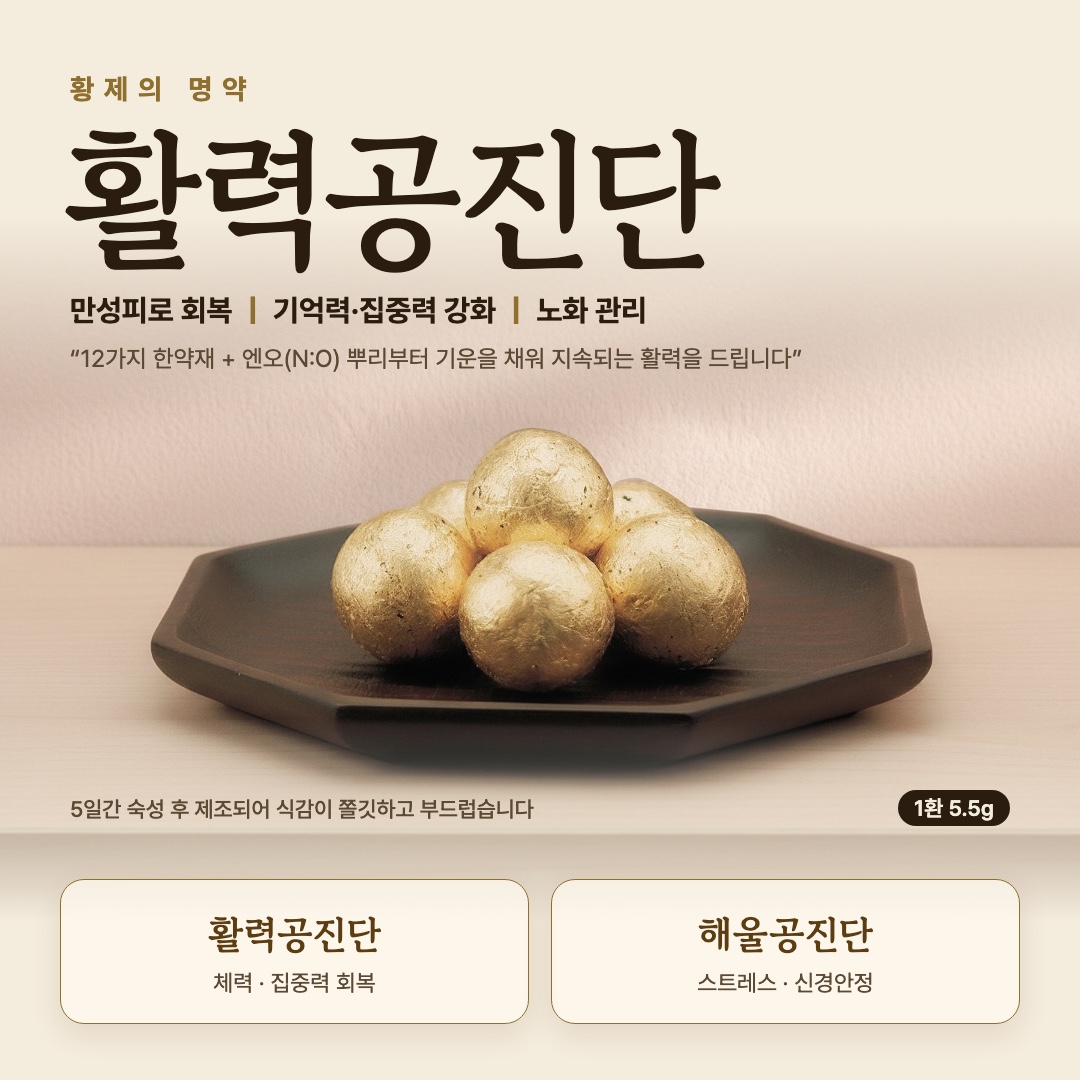 황제의 명약
활력공진단
만성피로 회복 | 기억력·집중력 강화 | 노화 관리
“12가지 한약재 + 엔오(N:O) 뿌리부터 기운을 채워 지속되는 활력을 드립니다”
5일간 숙성 후 제조되어 식감이 쫄깃하고 부드럽습니다
1환 5.5g
활력공진단
체력 · 집중력 회복
해울공진단
스트레스 · 신경안정